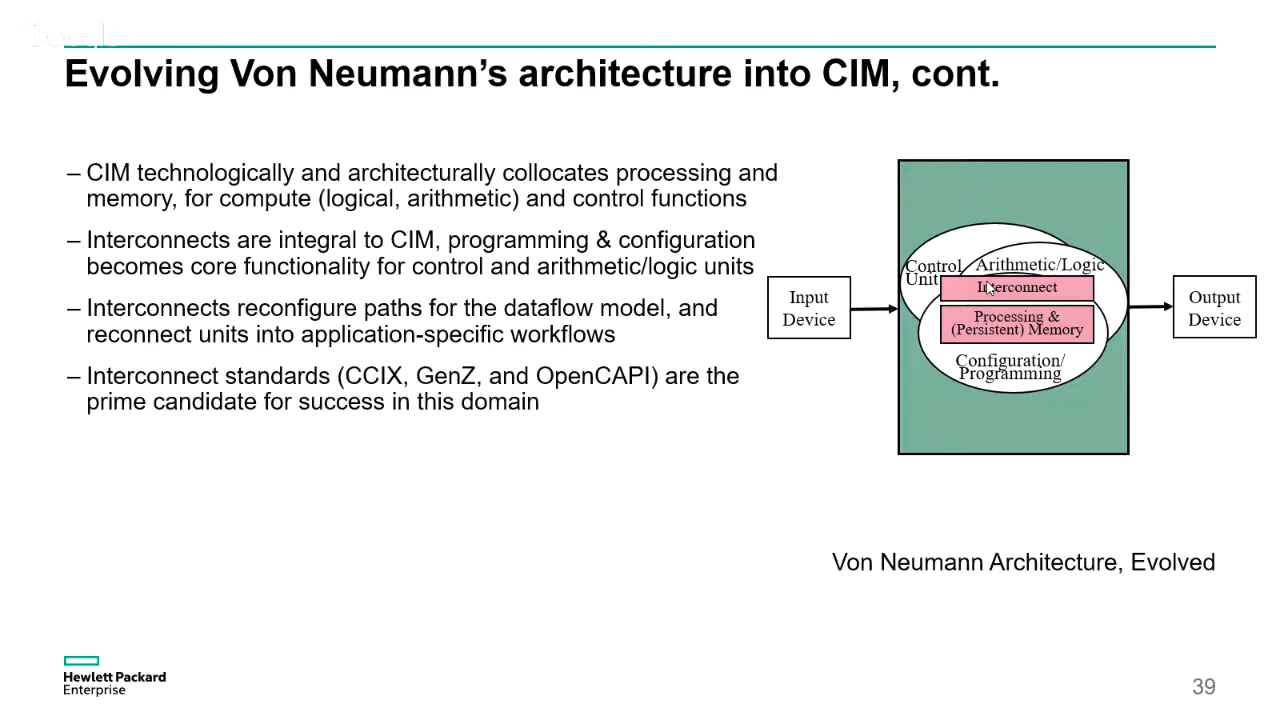 Evolving Von Neumann's architecture into CIM, cont.
– CIM technologically and architecturally collocates processing and
memory, for compute (logical, arithmetic) and control functions
– Interconnects are integral to CIM, programming & configuration
becomes core functionality for control and arithmetic/logic units
– Interconnects reconfigure paths for the dataflow model, and
reconnect units into application-specific workflows
– Interconnect standards (CCIX, GenZ, and OpenCAPI) are the
prime candidate for success in this domain
Input
Device
Control
Unit
Arithmetic/Logic
Interconnect
Processing &
(Persistent) Memory
Configuration/
Programming
Output
Device
Von Neumann Architecture, Evolved
Hewlett Packard
Enterprise
39